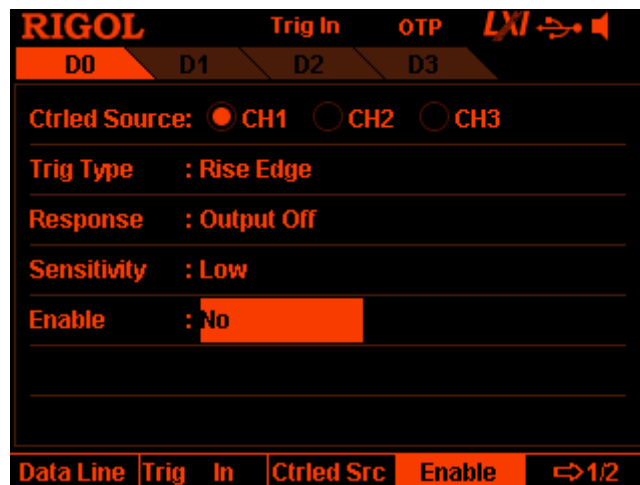 RIGOL Trig In OTP LXI
D0 D1 D2 D3
Ctrled Source: CH1 CH2 CH3
Trig Type : Rise Edge
Response : Output Off
Sensitivity : Low
Enable : No
Data Line Trig In Ctrled Src Enable 1/2